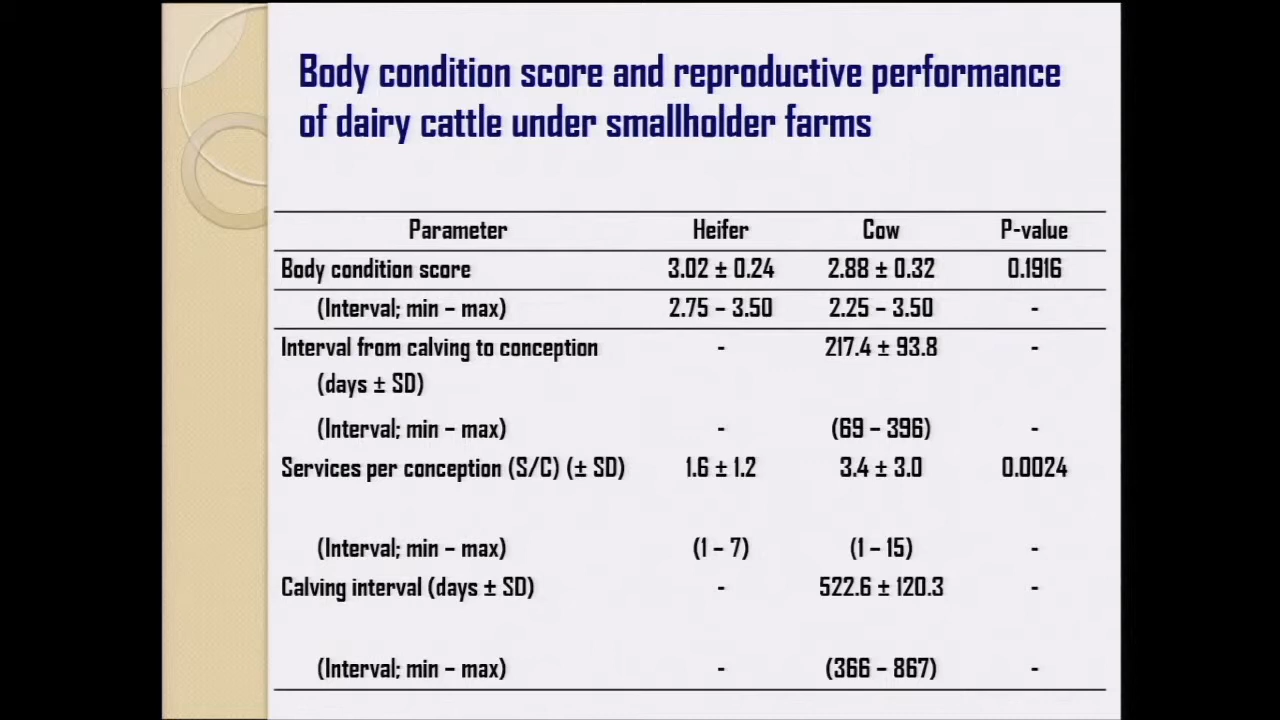 Body condition score and reproductive performance
of dairy cattle under smallholder farms
Parameter Heifer Cow P-value
Body condition score 3.02 ± 0.24 2.88 ± 0.32 0.1916
(Interval; min – max) 2.75 – 3.50 2.25 – 3.50 -
Interval from calving to conception - 217.4 ± 93.8 -
(days ± SD)
(Interval; min – max) - (69 – 396) -
Services per conception (S/C) (± SD) 1.6 ± 1.2 3.4 ± 3.0 0.0024
(Interval; min – max) (1 – 7) (1 – 15) -
Calving interval (days ± SD) - 522.6 ± 120.3 -
(Interval; min – max) - (366 – 867) -